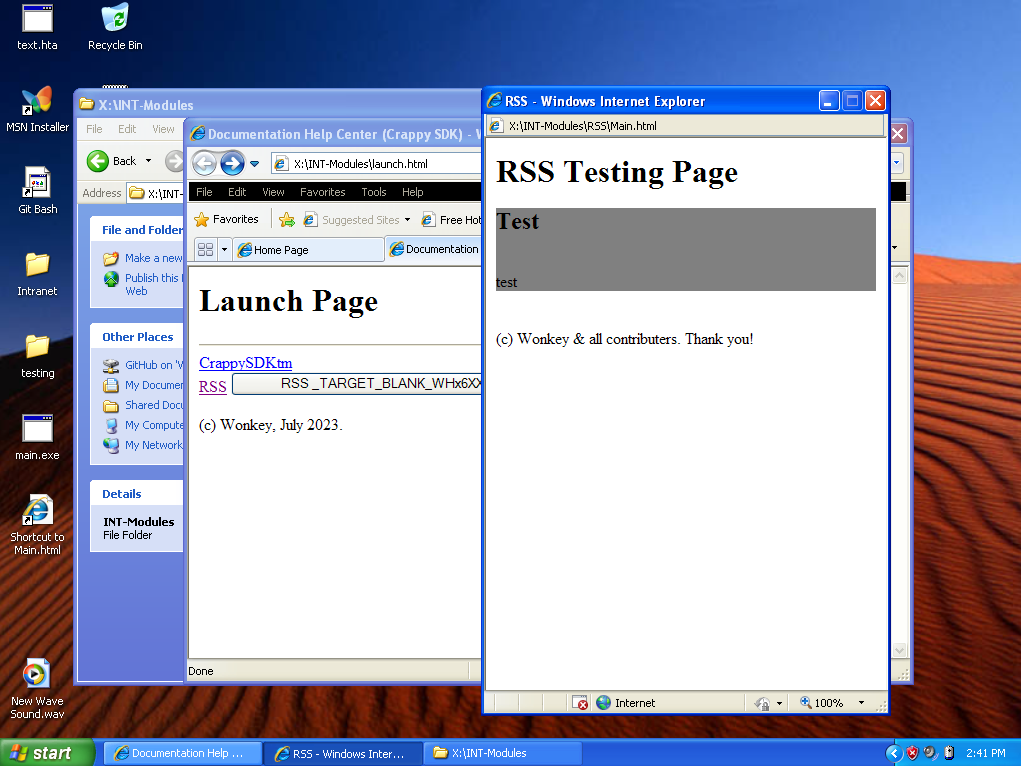 text.hta
Recycle Bin
MSN Installer
Git Bash
Intranet
testing
main.exe
Shortcut to
Main.html
New Wave
Sound.wav
X:\INT-Modules
File Edit View
Back
Address X:\INT-
File and Folder
Make a new
Publish this
Web
Other Places
GitHub on
My Documen
Shared Docu
My Compute
My Network
Details
INT-Modules
File Folder
Documentation Help Center (Crappy SDK) -
X:\INT-Modules\launch.html
File Edit View Favorites Tools Help
Favorites Suggested Sites Free Hot
Home Page Documentation
Launch Page
CrappySDKtm
RSS RSS _TARGET_BLANK_WHx6XX
(c) Wonkey, July 2023.
Done
RSS - Windows Internet Explorer
X:\INT-Modules\RSS\Main.html
RSS Testing Page
Test
test
(c) Wonkey & all contributers. Thank you!
Internet 100%
start Documentation Help ... RSS - Windows Inter... X:\INT-Modules 2:41 PM